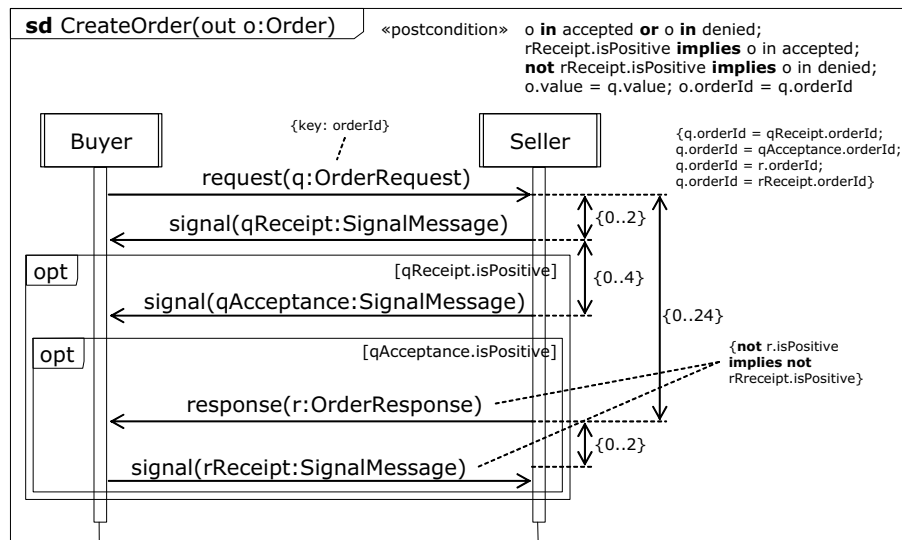 sd CreateOrder(out o:Order)
«postcondition»
o in accepted or o in denied;
rReceipt.isPositive implies o in accepted;
not rReceipt.isPositive implies o in denied;
o.value = q.value; o.orderId = q.orderId
Buyer
{key: orderId}
Seller
{q.orderId = qReceipt.orderId;
q.orderId = qAcceptance.orderId;
q.orderId = r.orderId;
q.orderId = rReceipt.orderId}
request(q:OrderRequest)
{0..2}
signal(qReceipt:SignalMessage)
opt
[qReceipt.isPositive]
{0..4}
signal(qAcceptance:SignalMessage)
{0..24}
opt
[qAcceptance.isPositive]
{not r.isPositive
implies not
rRreceipt.isPositive}
response(r:OrderResponse)
{0..2}
signal(rReceipt:SignalMessage)